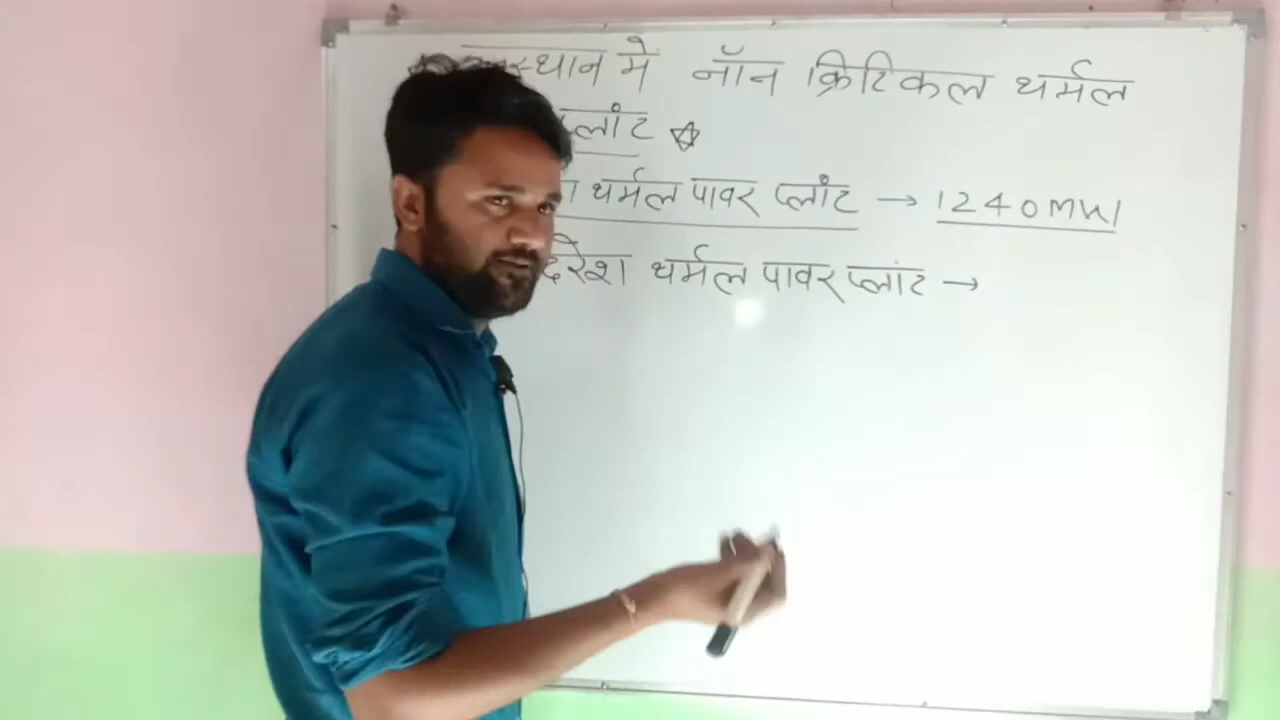 में नॉन क्रिटिकल थर्मल
प्लांट
थर्मल पावर प्लांट → 1240MW
थर्मल पावर प्लांट →